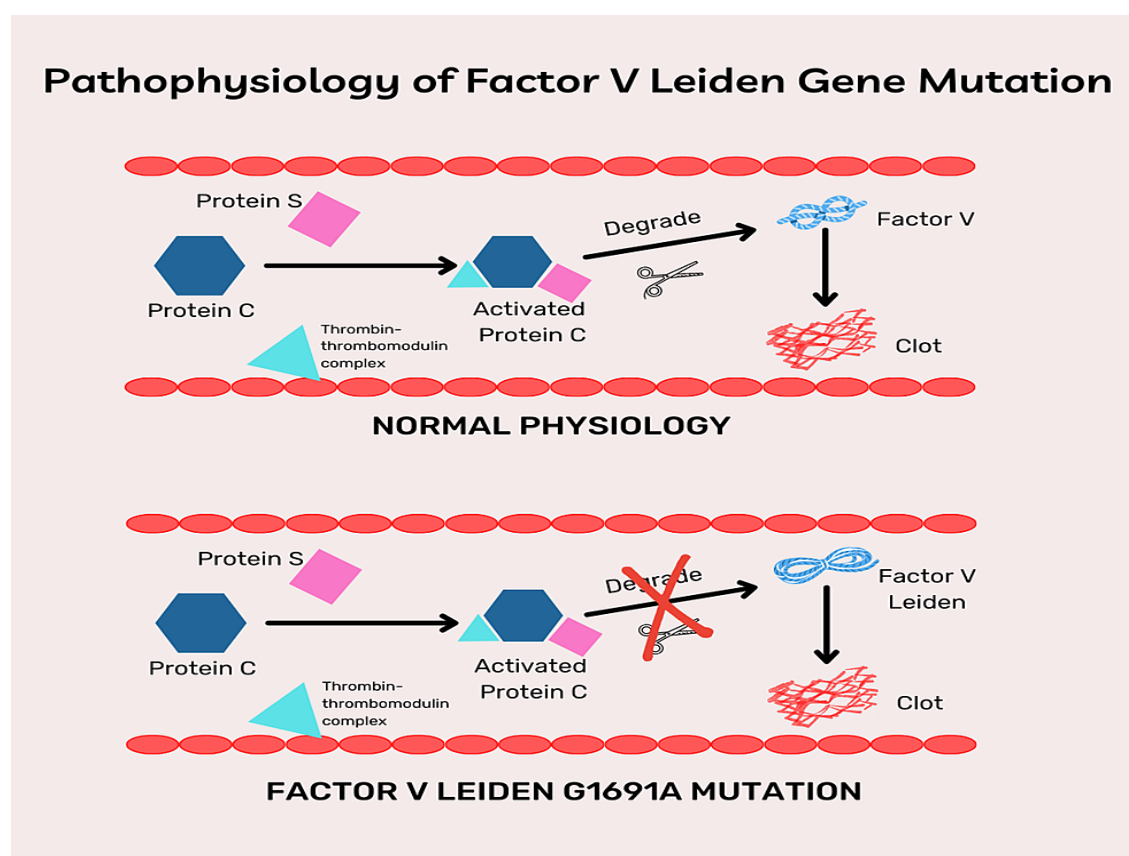 Pathophysiology of Factor V Leiden Gene Mutation
Protein S
Degrade
Factor V
Protein C
Activated
Protein C
Thrombin-
thrombomodulin
complex
Clot
NORMAL PHYSIOLOGY
Protein S
Degrade
Factor V
Leiden
Protein C
Activated
Protein C
Thrombin-
thrombomodulin
complex
Clot
FACTOR V LEIDEN G1691A MUTATION